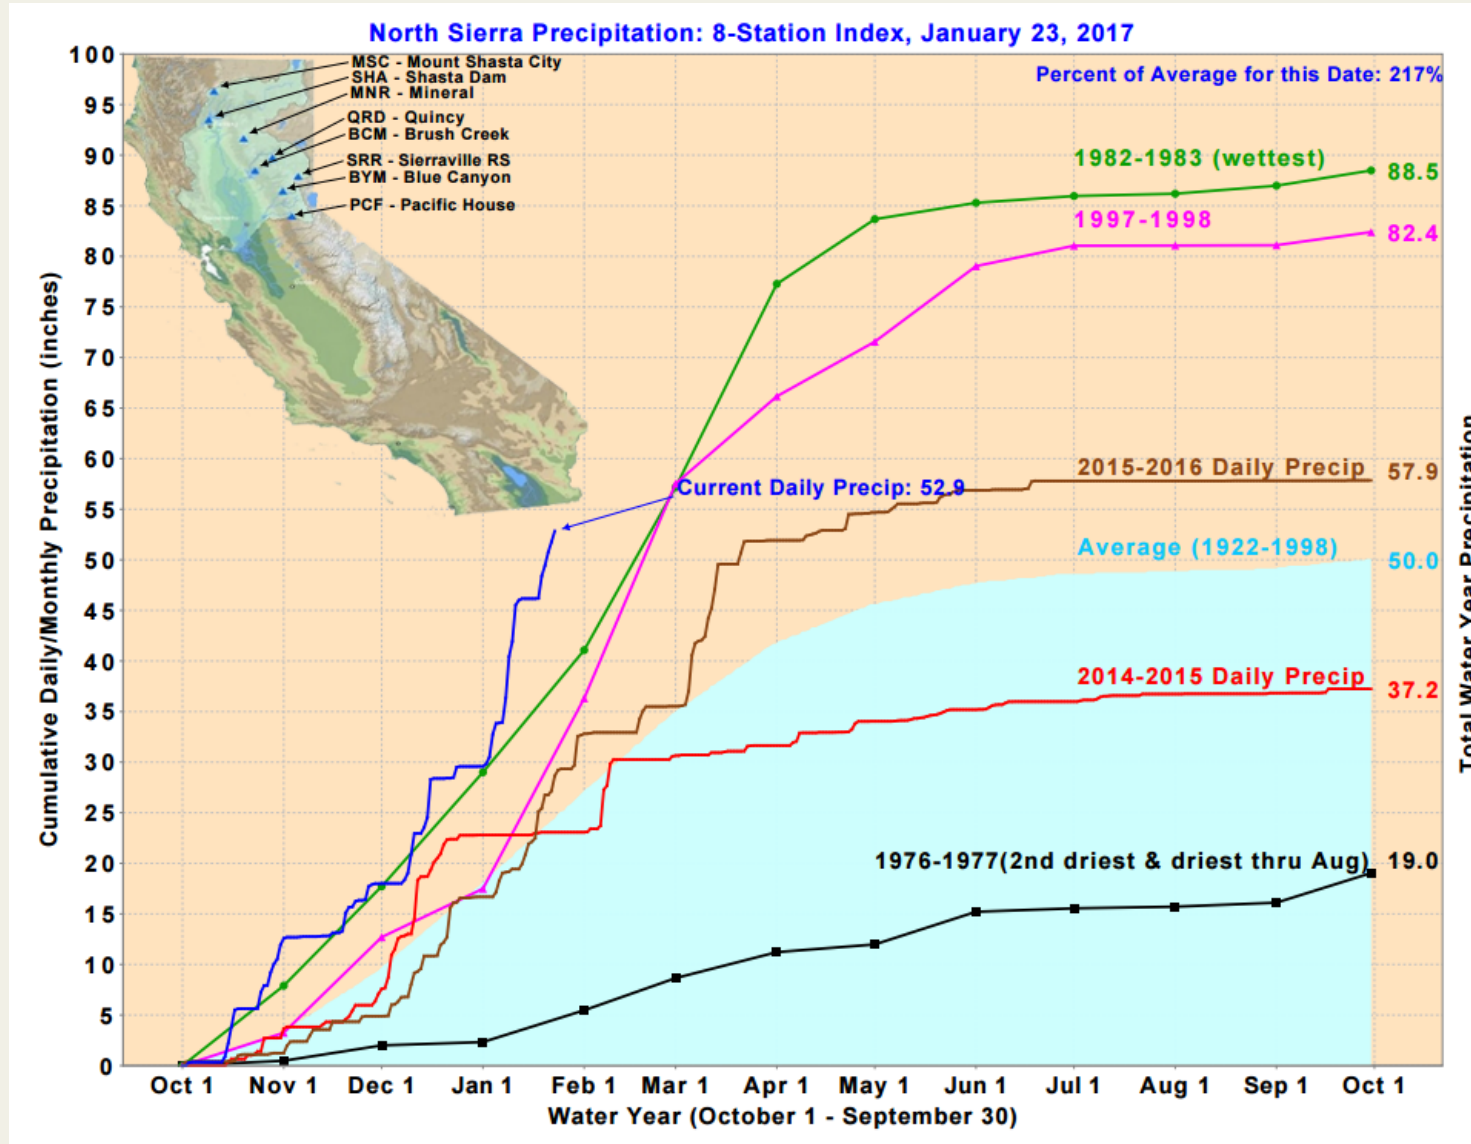 North Sierra Precipitation: 8-Station Index, January 23, 2017
Percent of Average for this Date: 217%
MSC - Mount Shasta City
SHA - Shasta Dam
MNR - Mineral
QRD - Quincy
BCM - Brush Creek
SRR - Sierraville RS
BYM - Blue Canyon
PCF - Pacific House
Cumulative Daily/Monthly Precipitation (inches)
100
95
90
85
80
75
70
65
60
55
50
45
40
35
30
25
20
15
10
5
0
1982-1983 (wettest)
88.5
1997-1998
82.4
2015-2016 Daily Precip
57.9
Current Daily Precip: 52.9
Average (1922-1998)
50.0
2014-2015 Daily Precip
37.2
1976-1977(2nd driest & driest thru Aug)
19.0
Total Water Year Precipitation
Oct 1 Nov 1 Dec 1 Jan 1 Feb 1 Mar 1 Apr 1 May 1 Jun 1 Jul 1 Aug 1 Sep 1 Oct 1
Water Year (October 1 - September 30)